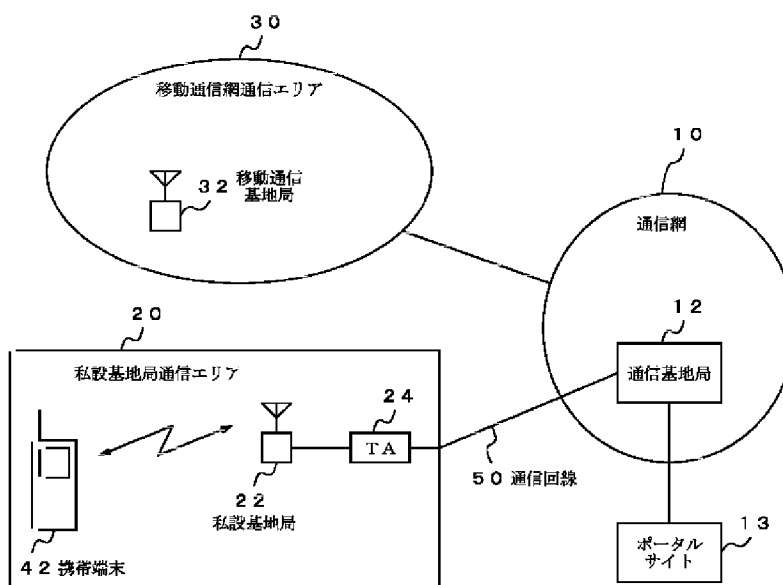 30
移動通信網通信エリア
32 移動通信
基地局
10
通信網
12
通信基地局
20
私設基地局通信エリア
24
TA
22
私設基地局
50 通信回線
42 携帯端末
13
ポータル
サイト